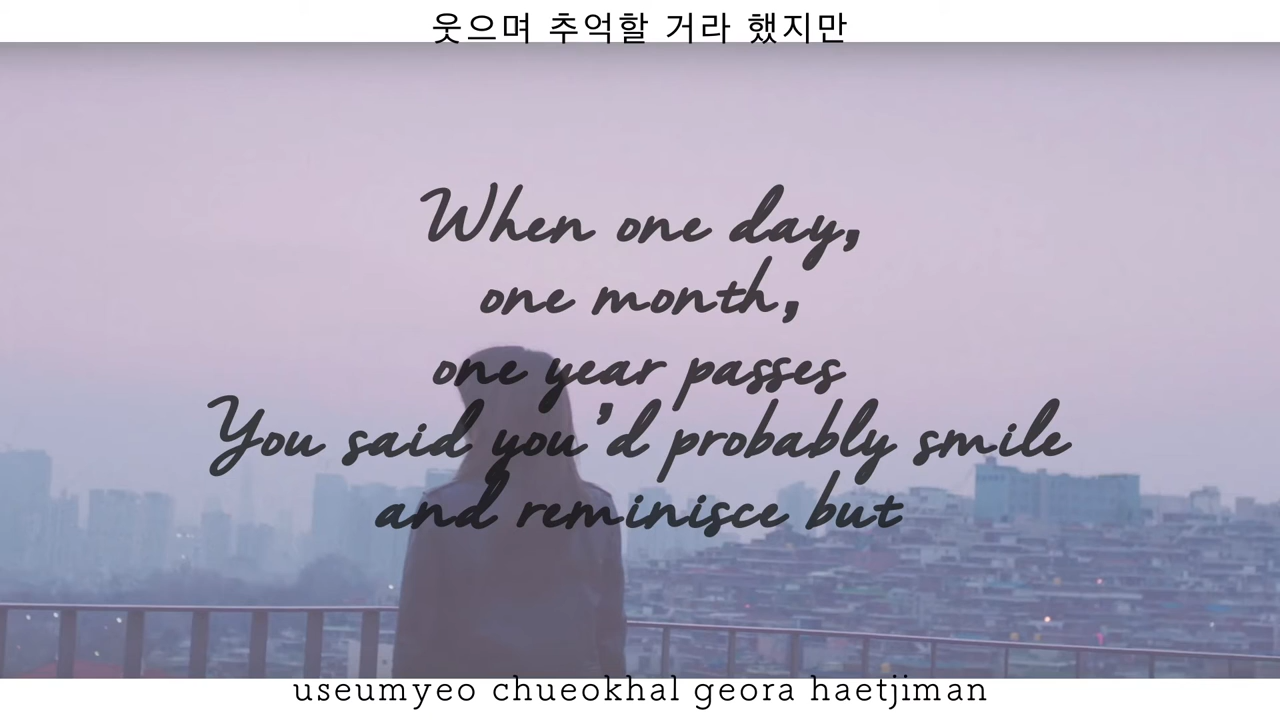 웃으며 추억할 거라 했지만
When one day,
one month,
one year passes
You said you'd probably smile
and reminisce but
useumyeo chueokhal geora haetjiman